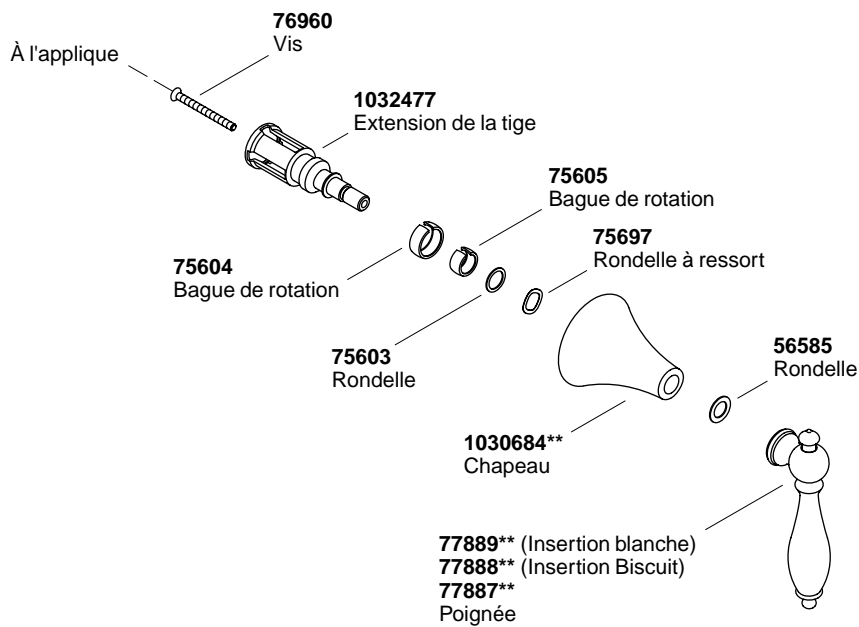 76960
Vis
À l'applique
1032477
Extension de la tige
75605
Bague de rotation
75697
Rondelle à ressort
75604
Bague de rotation
75603
Rondelle
56585
Rondelle
1030684**
Chapeau
77889** (Insertion blanche)
77888** (Insertion Biscuit)
77887**
Poignée